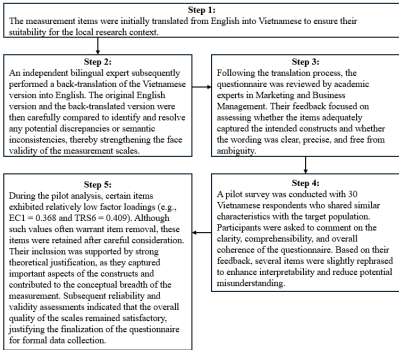 Step 1:
The measurement items were initially translated from English into Vietnamese to ensure their
suitability for the local research context.
Step 2:
An independent bilingual expert subsequently
performed a back-translation of the Vietnamese
version into English. The original English
version and the back-translated version were
then carefully compared to identify and resolve
any potential discrepancies or semantic
inconsistencies, thereby strengthening the face
validity of the measurement scales.
Step 3:
Following the translation process, the
questionnaire was reviewed by academic
experts in Marketing and Business
Management. Their feedback focused on
assessing whether the items adequately
captured the intended constructs and whether
the wording was clear, precise, and free from
ambiguity.
Step 4:
A pilot survey was conducted with 30
Vietnamese respondents who shared similar
characteristics with the target population.
Participants were asked to comment on the
clarity, comprehensibility, and overall
coherence of the questionnaire. Based on their
feedback, several items were slightly rephrased
to enhance interpretability and reduce potential
misunderstanding.
Step 5:
During the pilot analysis, certain items
exhibited relatively low factor loadings (e.g.,
EC1 = 0.368 and TRS6 = 0.409). Although
such values often warrant item removal, these
items were retained after careful consideration.
Their inclusion was supported by strong
theoretical justification, as they captured
important aspects of the constructs and
contributed to the conceptual breadth of the
measurement. Subsequent reliability and
validity assessments indicated that the overall
quality of the scales remained satisfactory,
justifying the finalization of the questionnaire
for formal data collection.